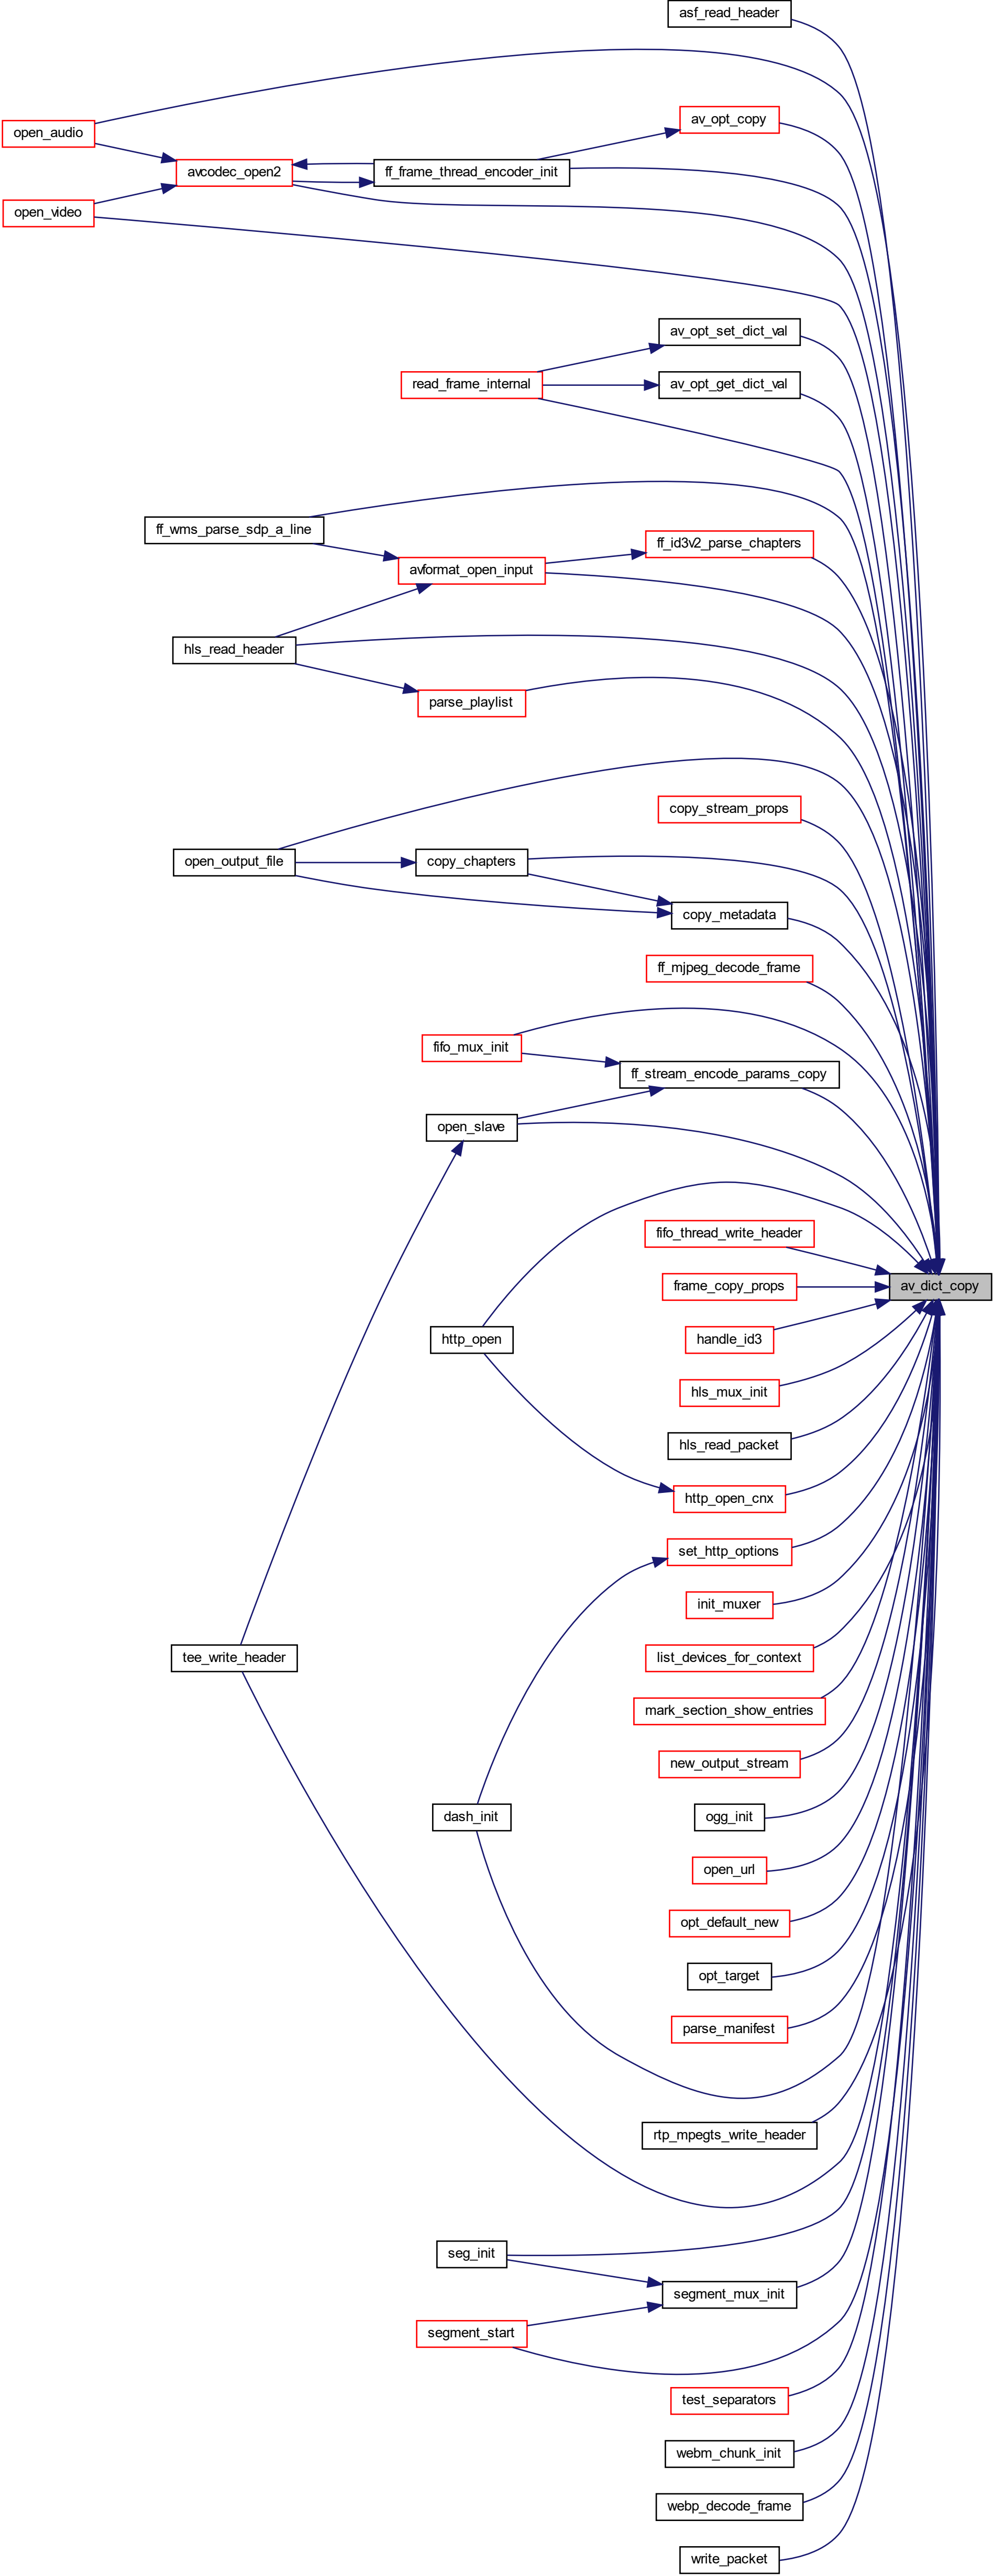 asf_read_header
av_opt_copy
open_audio
avcodec_open2
ff_frame_thread_encoder_init
open_video
av_opt_set_dict_val
read_frame_internal
av_opt_get_dict_val
ff_wms_parse_sdp_a_line
ff_id3v2_parse_chapters
avformat_open_input
hls_read_header
parse_playlist
copy_stream_props
open_output_file
copy_chapters
copy_metadata
ff_mjpeg_decode_frame
fifo_mux_init
ff_stream_encode_params_copy
open_slave
fifo_thread_write_header
frame_copy_props
av_dict_copy
http_open
handle_id3
hls_mux_init
hls_read_packet
http_open_cnx
set_http_options
init_muxer
tee_write_header
list_devices_for_context
mark_section_show_entries
new_output_stream
dash_init
ogg_init
open_url
opt_default_new
opt_target
parse_manifest
rtp_mpegts_write_header
seg_init
segment_mux_init
segment_start
test_separators
webm_chunk_init
webp_decode_frame
write_packet